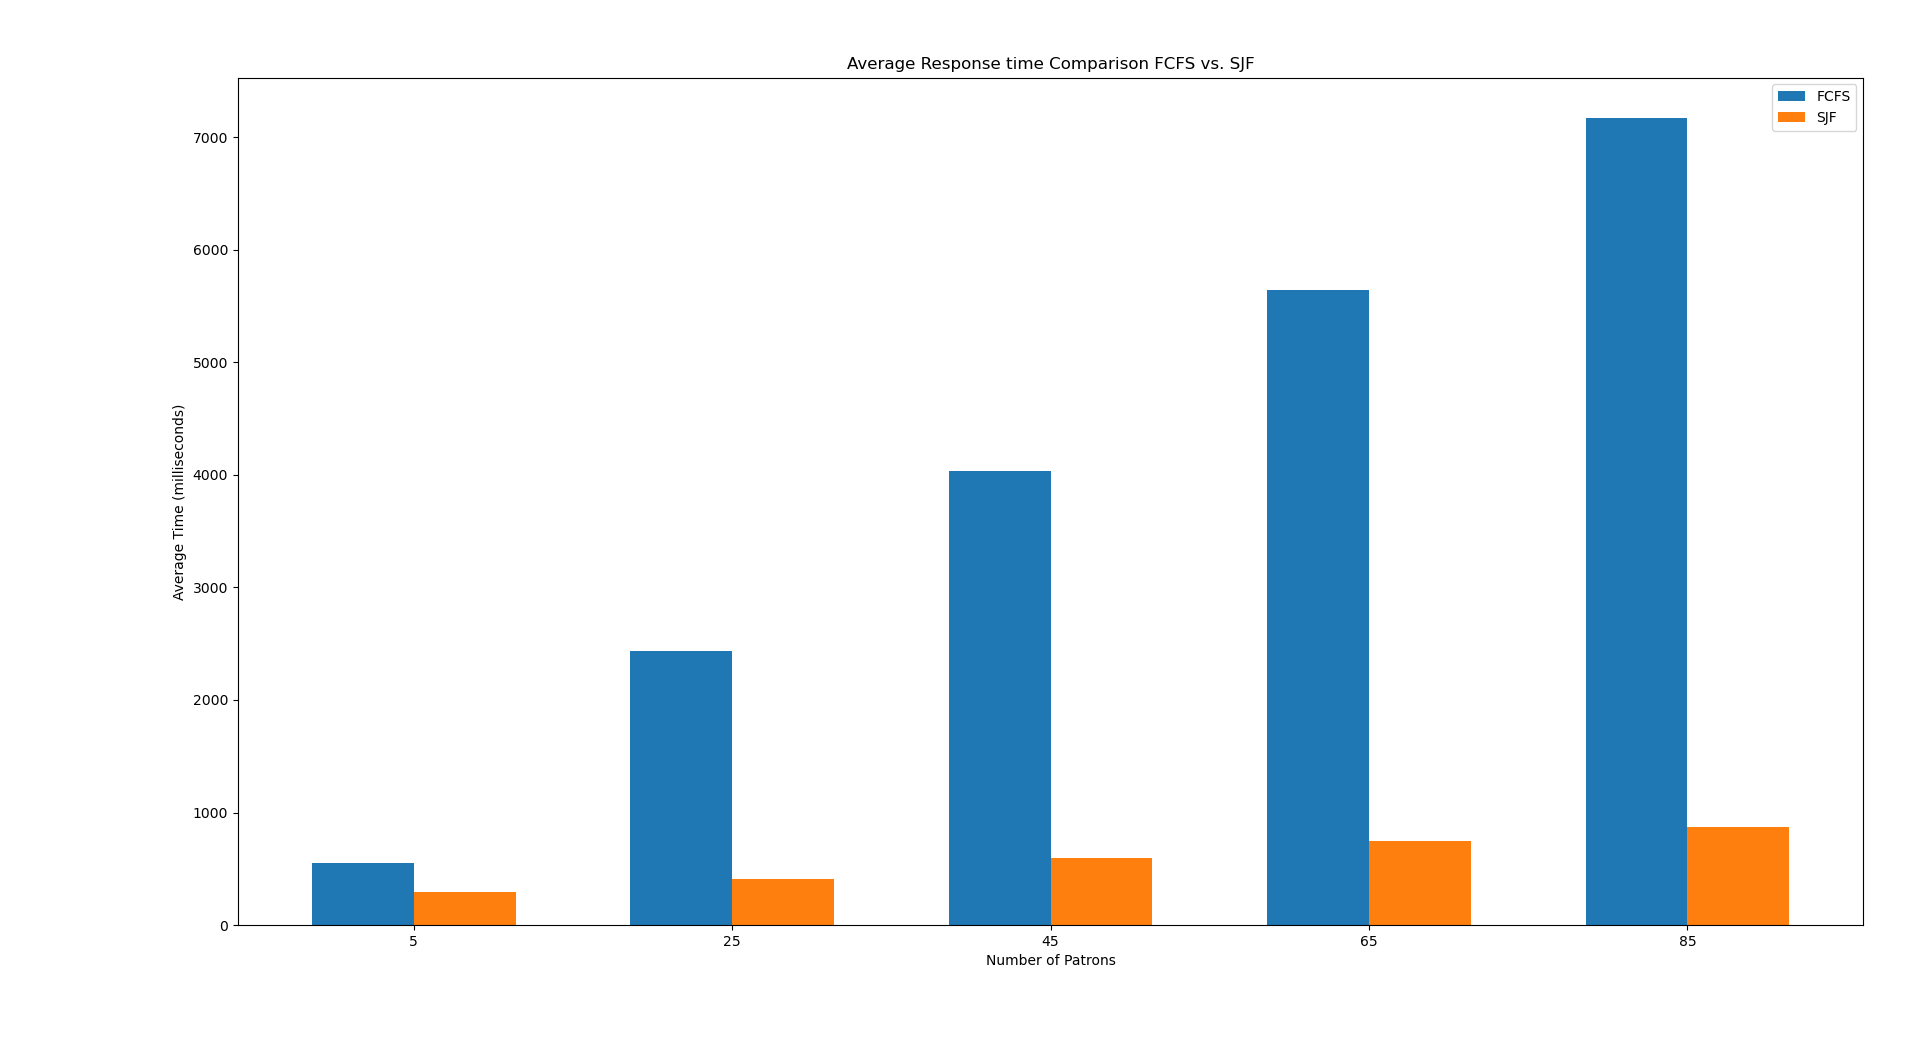 Average Response time Comparison FCFS vs. SJF
FCFS
SJF
7000
6000
5000
4000
3000
2000
1000
0
Average Time (milliseconds)
5 25 45 65 85
Number of Patrons